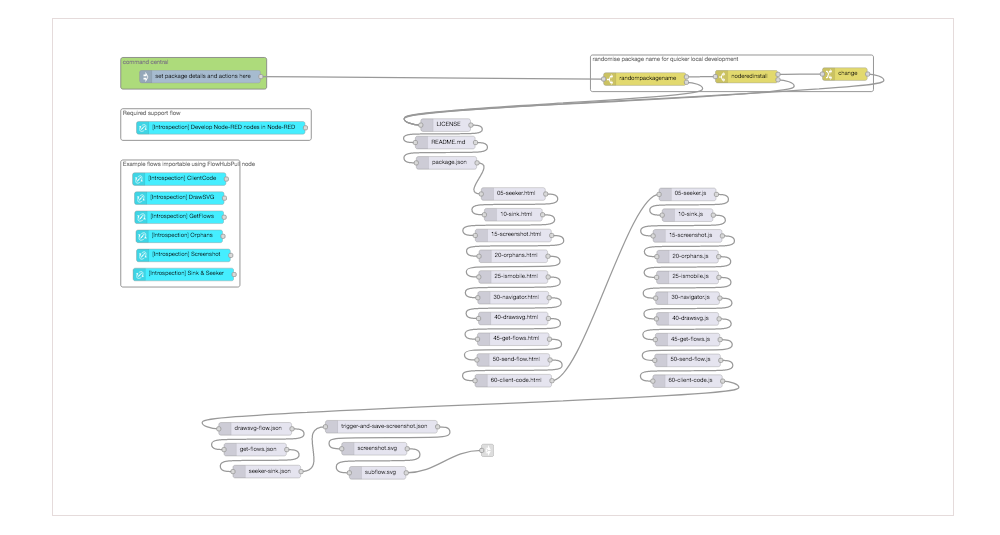 command central
set package details and actions here
randomise package name for quicker local development
randompackagename
noderedinstall
change
Required support flow
[Introspection] Develop Node-RED nodes in Node-RED
LICENSE
README.md
package.json
Example flows importable using FlowHubPull node
[Introspection] ClientCode
[Introspection] DrawSVG
[Introspection] GetFlows
[Introspection] Orphans
[Introspection] Screenshot
[Introspection] Sink & Seeker
05-seeker.html
10-sink.html
15-screenshot.html
20-orphans.html
25-ismobile.html
30-navigator.html
40-drawsvg.html
45-get-flows.html
50-send-flow.html
60-client-code.html
05-seeker.js
10-sink.js
15-screenshot.js
20-orphans.js
25-ismobile.js
30-navigator.js
40-drawsvg.js
45-get-flows.js
50-send-flow.js
60-client-code.js
drawsvg-flow.json
get-flows.json
seeker-sink.json
trigger-and-save-screenshot.json
screenshot.svg
subflow.svg